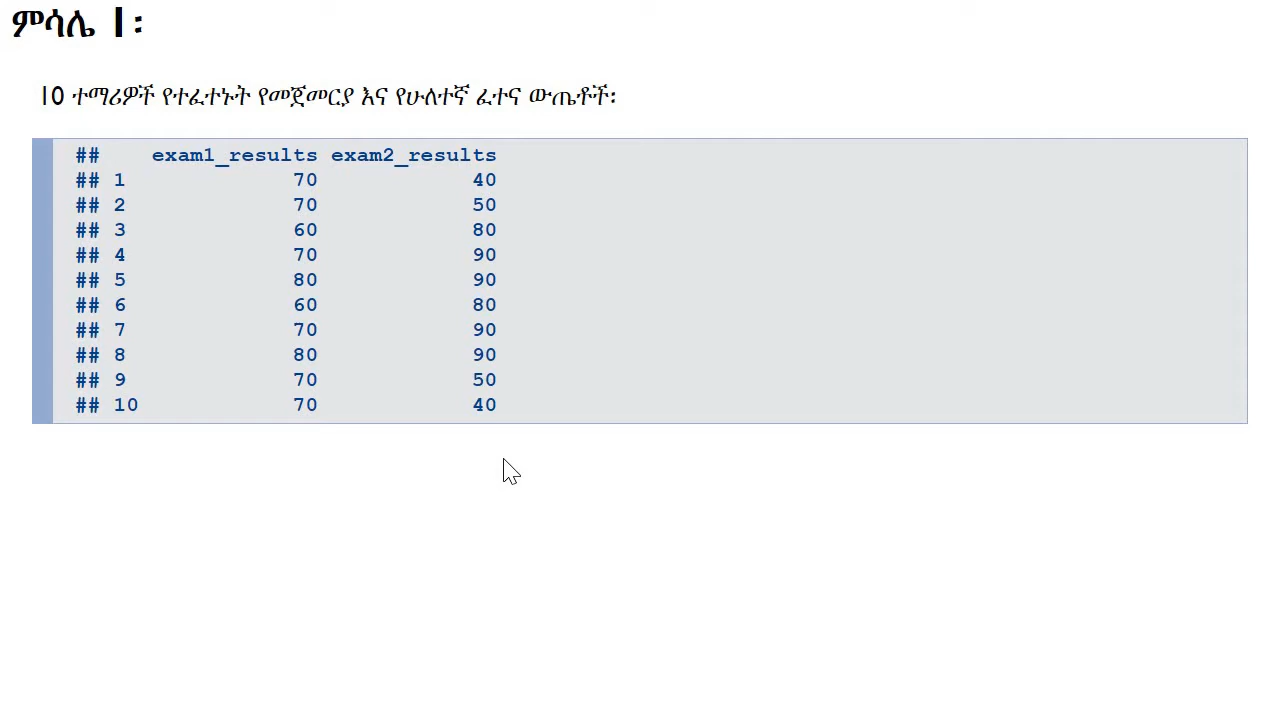 ምሳሌ 1፡
10 ተማሪዎች የተፈተኑት የመጀመርያ እና የሁለተኛ ፈተና ውጤቶች፡
##    exam1_results exam2_results
## 1             70            40
## 2             70            50
## 3             60            80
## 4             70            90
## 5             80            90
## 6             60            80
## 7             70            90
## 8             80            90
## 9             70            50
## 10            70            40